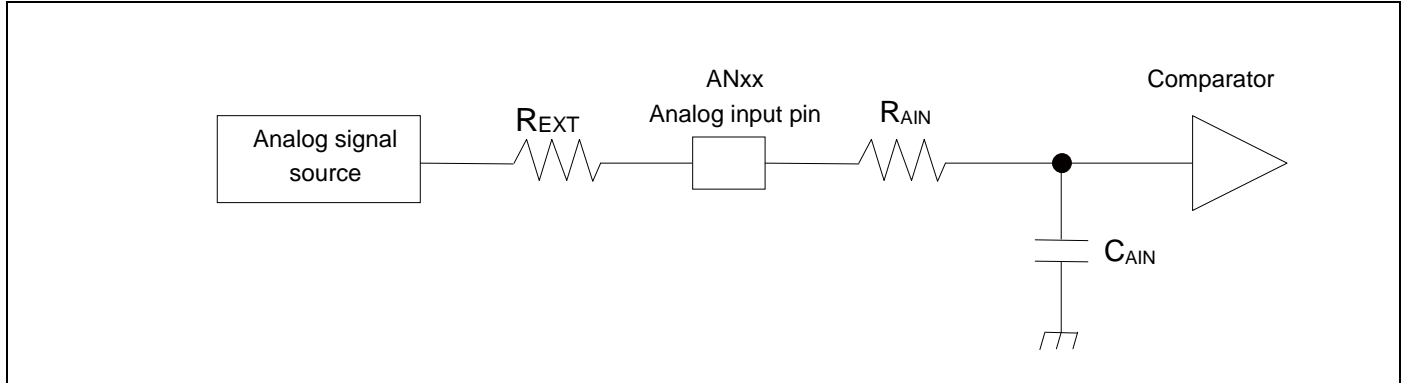 ANxx
Analog input pin
Comparator
Analog signal
source
REXT
RAIN
CAIN